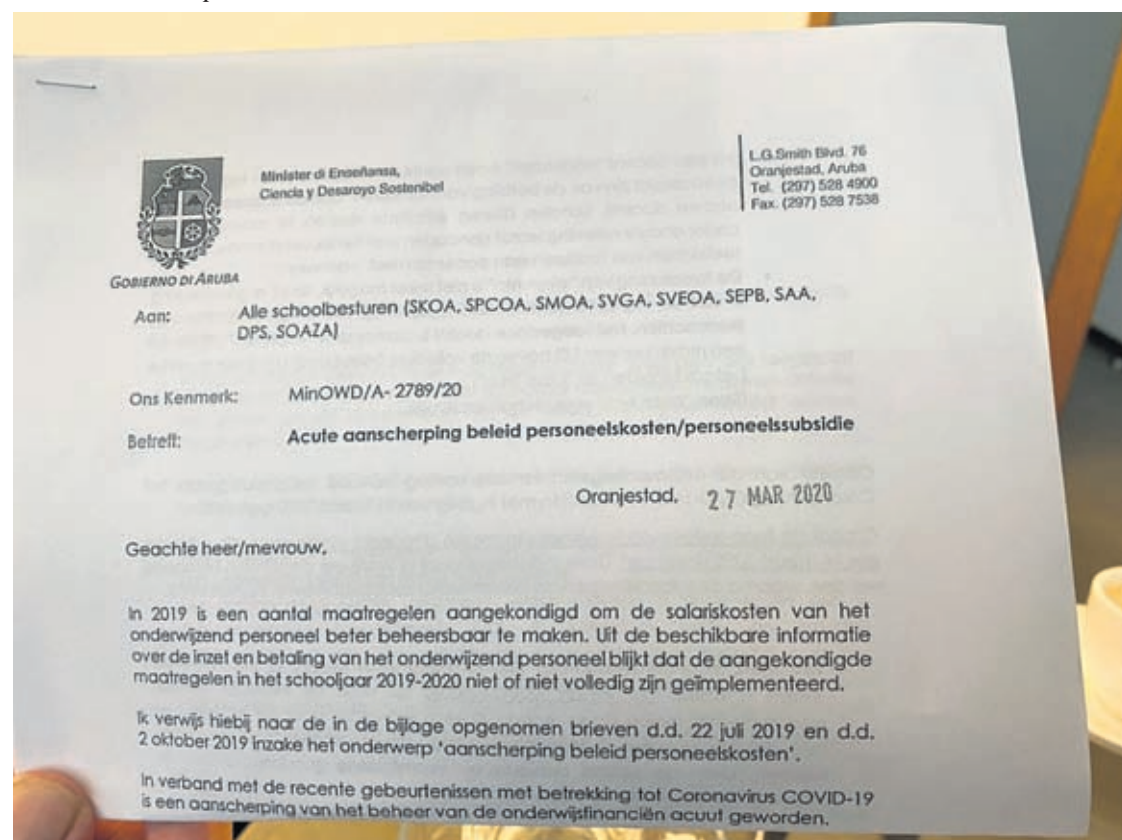 Minister di Enseñansa,
Ciencia y Desaroyo Sostenibel
L.G.Smith Blvd. 76
Oranjestad, Aruba
Tel. (297) 528 4900
Fax. (297) 528 7538
GOBIERNO DI ARUBA
Aan: Alle schoolbesturen (SKOA, SPCOA, SMOA, SVGA, SVEOA, SEPB, SAA,
DPS, SOAZA)
Ons Kenmerk: MinOWD/A- 2789/20
Betreft: Acute aanscherping beleid personeelskosten/personeelssubsidie
Oranjestad, 27 MAR 2020
Geachte heer/mevrouw,
In 2019 is een aantal maatregelen aangekondigd om de salariskosten van het
onderwijzend personeel beter beheersbaar te maken. Uit de beschikbare informatie
over de inzet en betaling van het onderwijzend personeel blijkt dat de aangekondigde
maatregelen in het schooljaar 2019-2020 niet of niet volledig zijn geïmplementeerd.
Ik verwijs hiebij naar de in de bijlage opgenomen brieven d.d. 22 juli 2019 en d.d.
2 oktober 2019 inzake het onderwerp 'aanscherping beleid personeelskosten'.
In verband met de recente gebeurtenissen met betrekking tot Coronavirus COVID-19
is een aanscherping van het beheer van de onderwijsfinanciën acuut geworden.